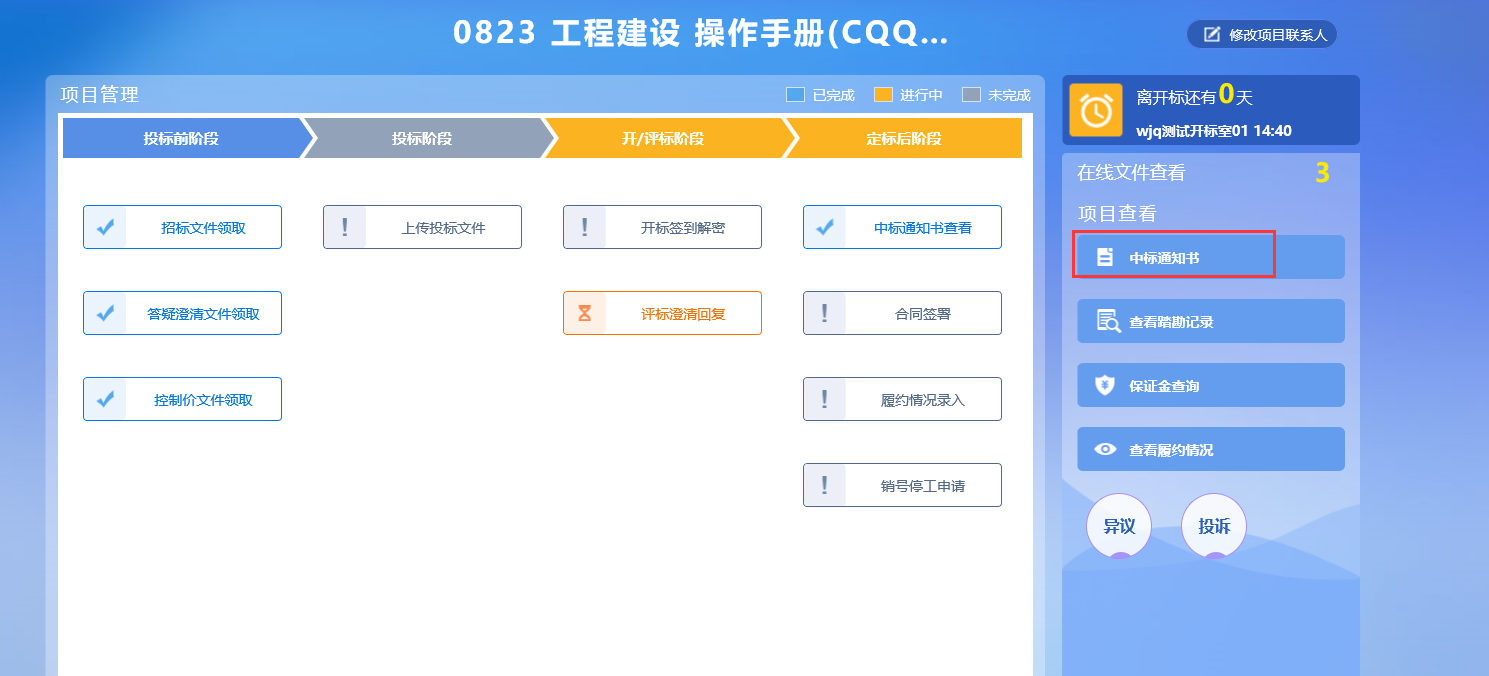 0823 工程建设 操作手册(CQQ...
修改项目联系人
项目管理
已完成 进行中 未完成
投标前阶段 投标阶段 开/评标阶段 定标后阶段
招标文件领取 上传投标文件 开标签到解密 中标通知书查看
答疑澄清文件领取 评标澄清回复 合同签署
控制价文件领取 履约情况录入
销号停工申请
离开标还有0天
wjq测试开标室01 14:40
在线文件查看 3
项目查看
中标通知书
查看踏勘记录
保证金查询
查看履约情况
异议 投诉